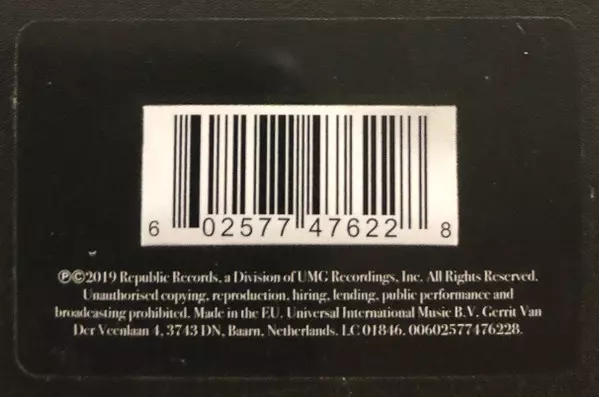 6 02577 47622 8
℗©2019 Republic Records, a Division of UMG Recordings, Inc. All Rights Reserved.
Unauthorised copying, reproduction, hiring, lending, public performance and
broadcasting prohibited. Made in the EU. Universal International Music B.V. Gerrit Van
Der Veenlaan 4, 3743 DN, Baarn, Netherlands. LC 01846. 00602577476228.